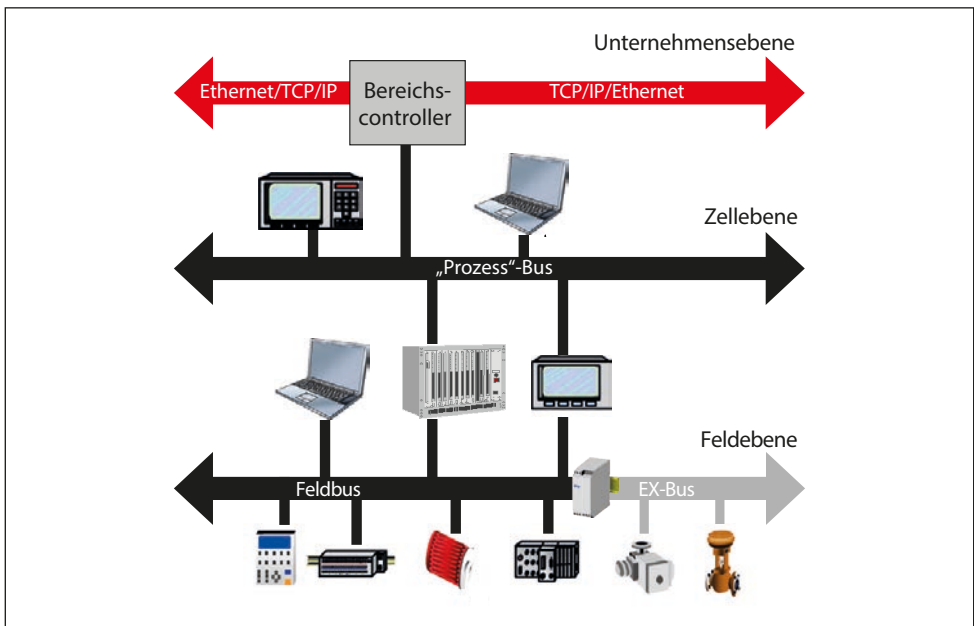 Unternehmensebene
Ethernet/TCP/IP
Bereichs-
controller
TCP/IP/Ethernet
Zellebene
„Prozess“-Bus
Feldebene
Feldbus
EX-Bus